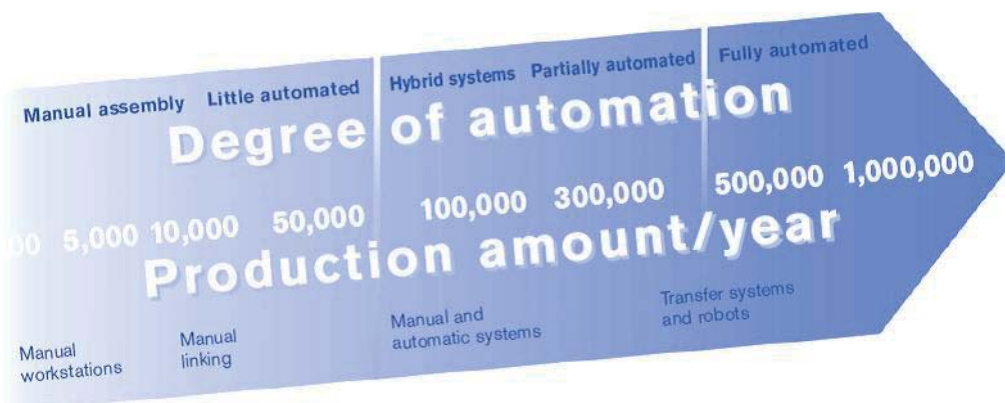 Manual assembly Little automated Hybrid systems Partially automated Fully automated
Degree of automation
5,000 10,000 50,000 100,000 300,000 500,000 1,000,000
Production amount/year
Manual
workstations
Manual
linking
Manual and
automatic systems
Transfer systems
and robots